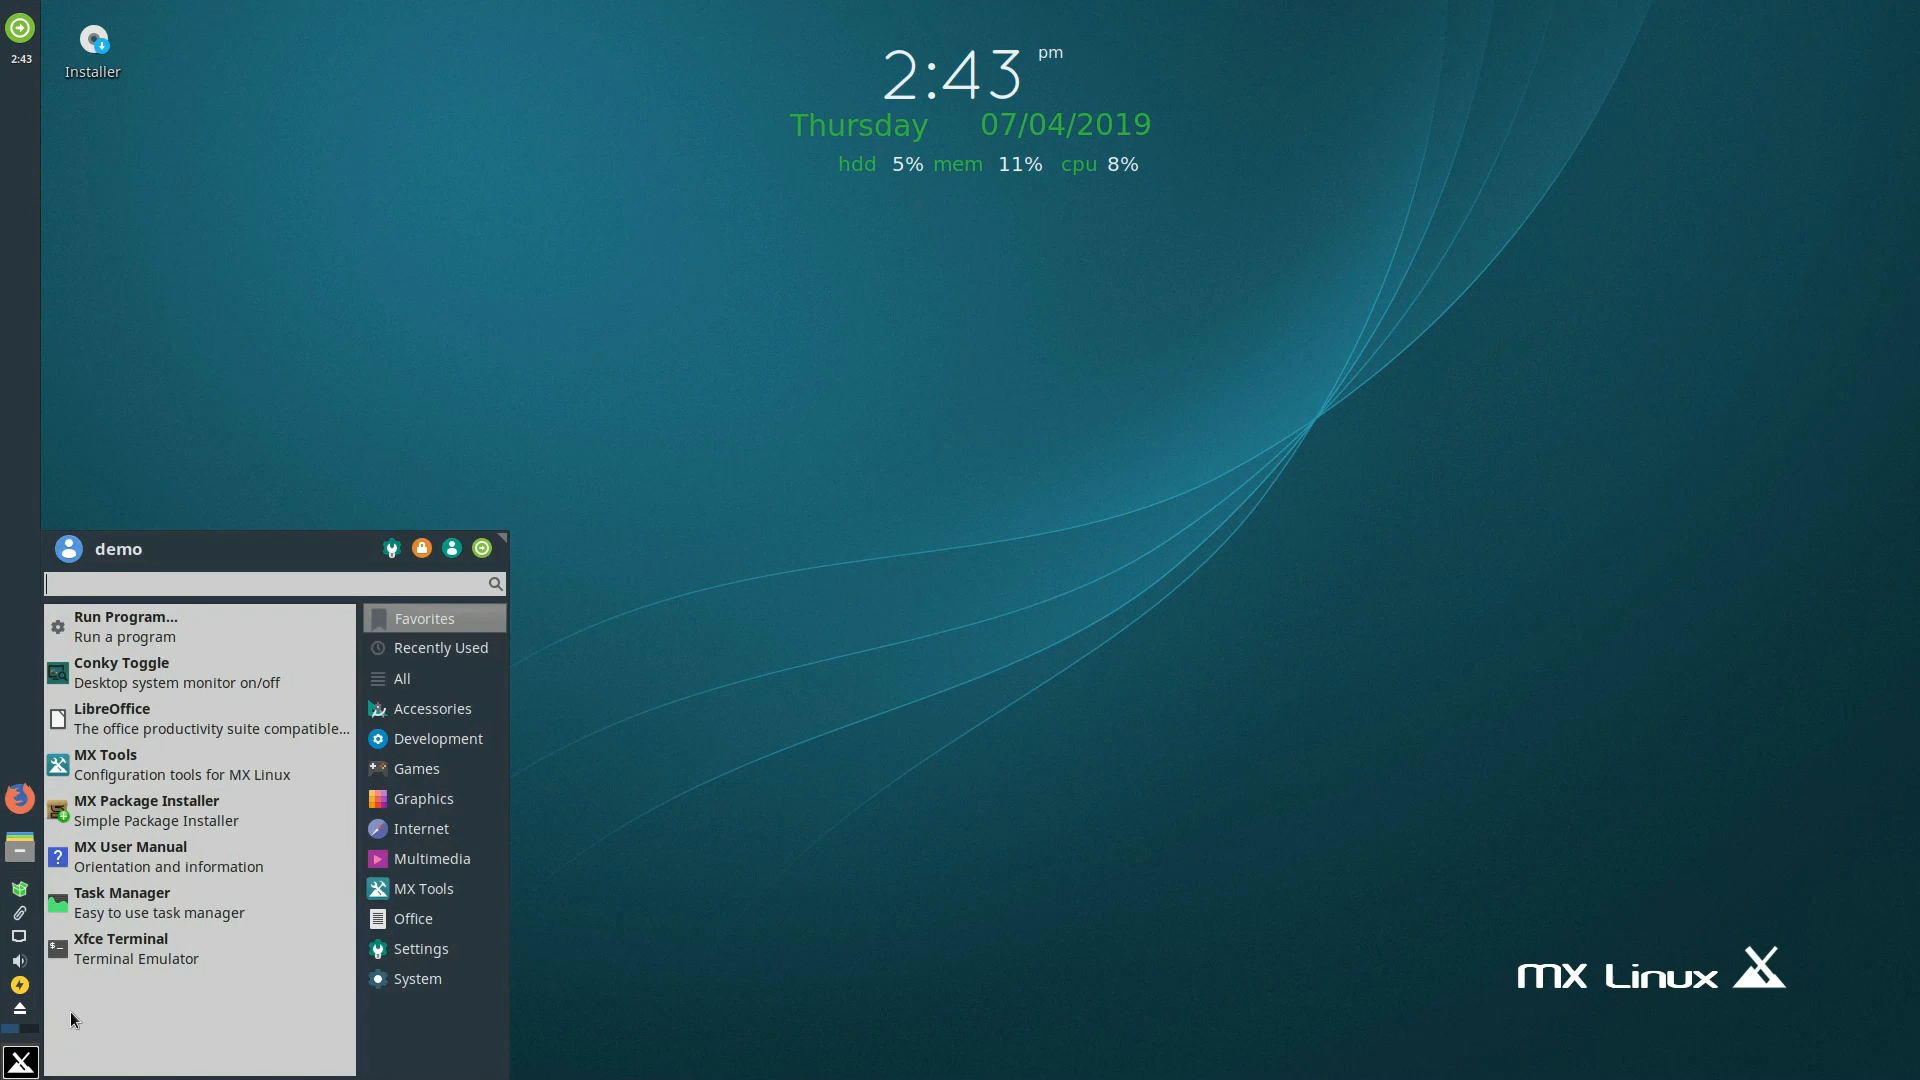 2:43
Installer
2:43 pm
Thursday 07/04/2019
hdd 5% mem 11% cpu 8%
demo
Run Program...
Run a program
Conky Toggle
Desktop system monitor on/off
LibreOffice
The office productivity suite compatible...
MX Tools
Configuration tools for MX Linux
MX Package Installer
Simple Package Installer
MX User Manual
Orientation and information
Task Manager
Easy to use task manager
Xfce Terminal
Terminal Emulator
Favorites
Recently Used
All
Accessories
Development
Games
Graphics
Internet
Multimedia
MX Tools
Office
Settings
System
MX Linux